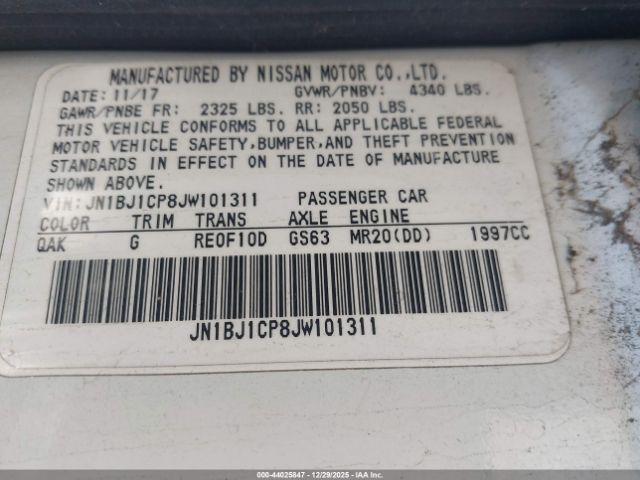 MANUFACTURED BY NISSAN MOTOR CO.,LTD.
DATE: 11/17 GVWR/PNBV: 4340 LBS.
GAWR/PNBE FR: 2325 LBS. RR: 2050 LBS.
THIS VEHICLE CONFORMS TO ALL APPLICABLE FEDERAL
MOTOR VEHICLE SAFETY,BUMPER,AND THEFT PREVENTION
STANDARDS IN EFFECT ON THE DATE OF MANUFACTURE
SHOWN ABOVE.
VIN:JN1BJ1CP8JW101311 PASSENGER CAR
COLOR TRIM TRANS AXLE ENGINE
QAK G RE0F10D GS63 MR20(DD) 1997CC
JN1BJ1CP8JW101311
000-44025847 | 12/29/2025 - Copart: IAAI.CA